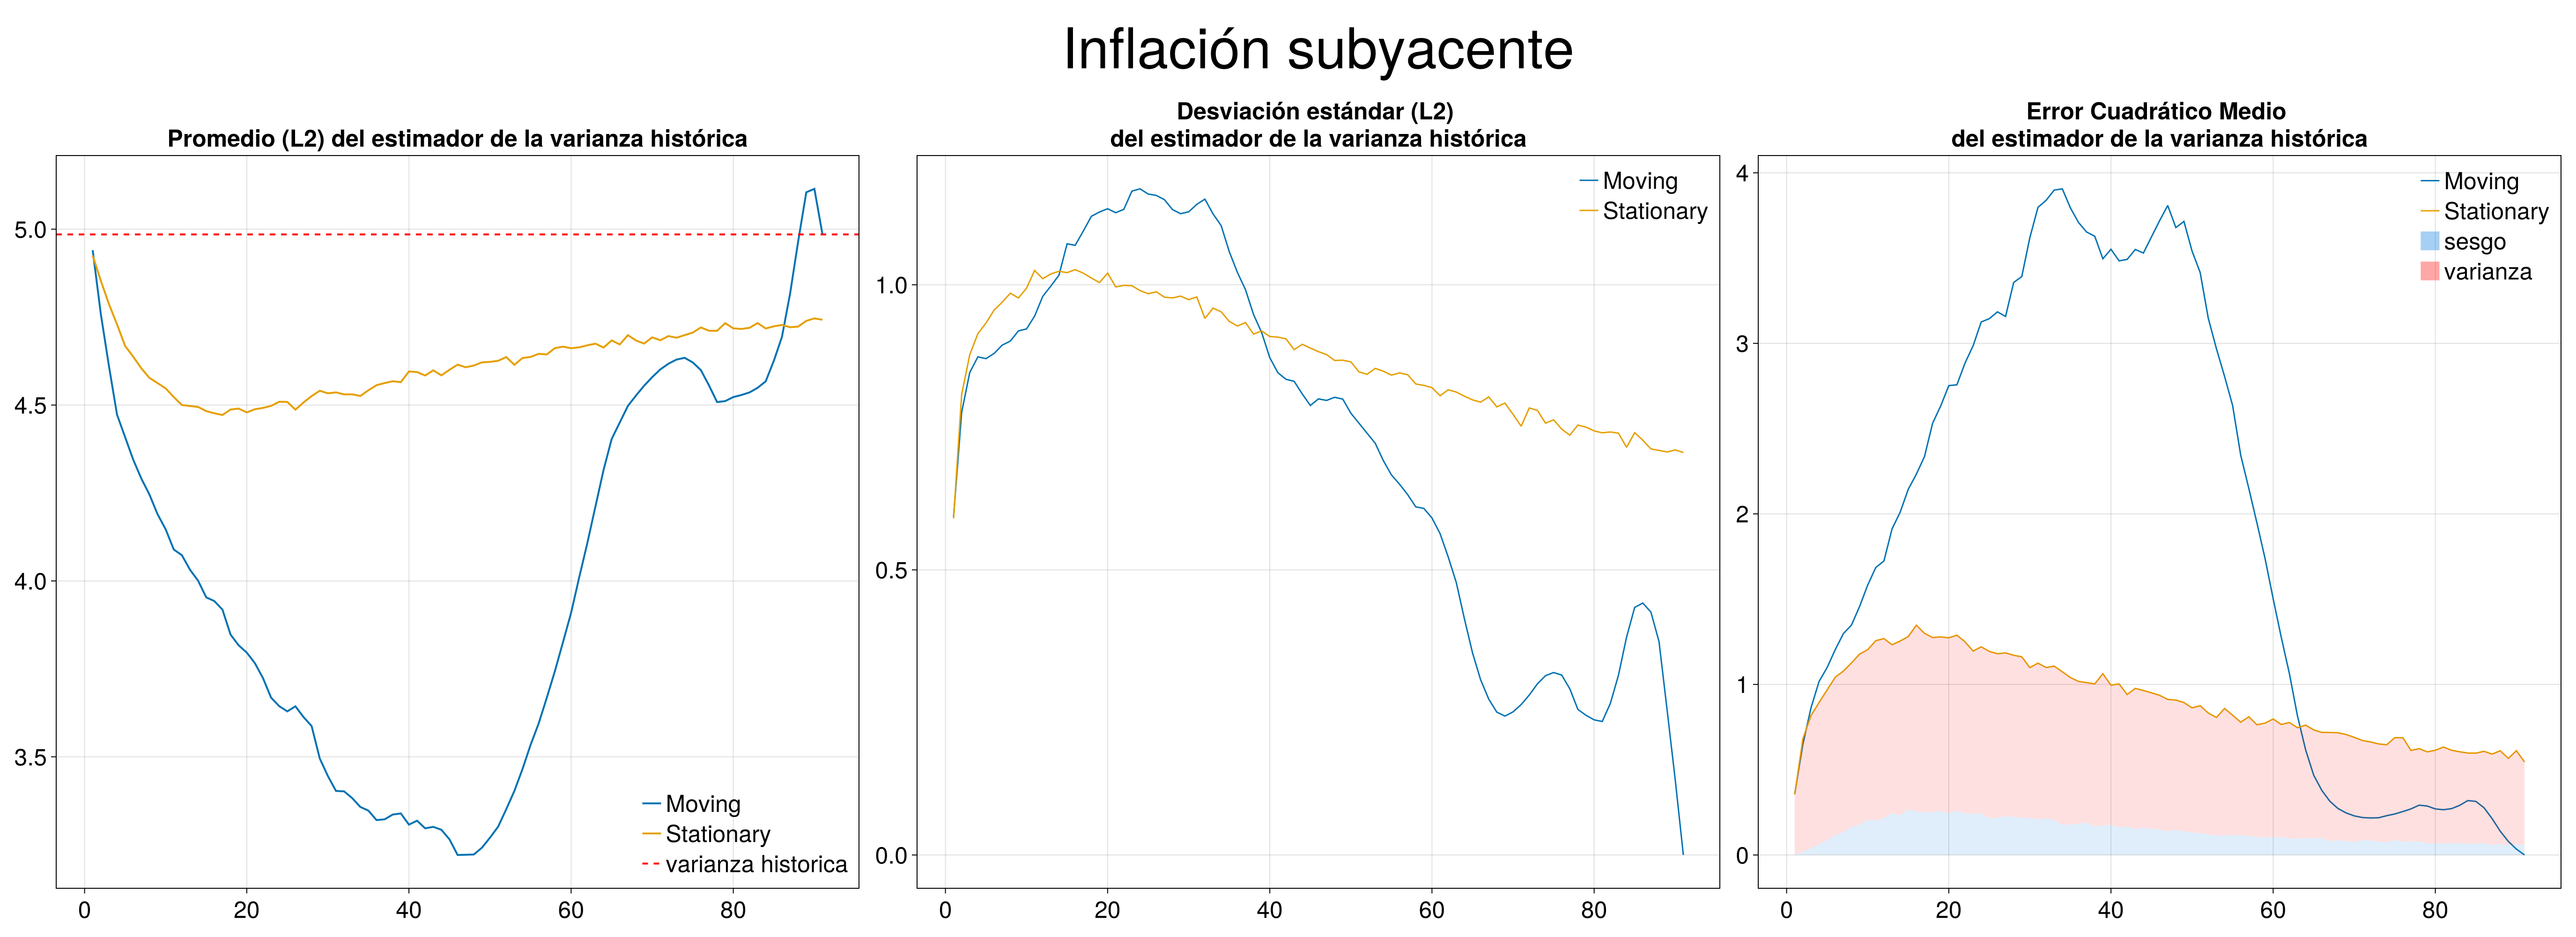 Inflación subyacente
Promedio (L2) del estimador de la varianza histórica
5.0
4.5
4.0
3.5
0
20
40
60
80
Moving
Stationary
varianza historica
Desviación estándar (L2)
del estimador de la varianza histórica
1.0
0.5
0.0
0
20
40
60
80
Moving
Stationary
Error Cuadrático Medio
del estimador de la varianza histórica
4
3
2
1
0
0
20
40
60
80
Moving
Stationary
sesgo
varianza